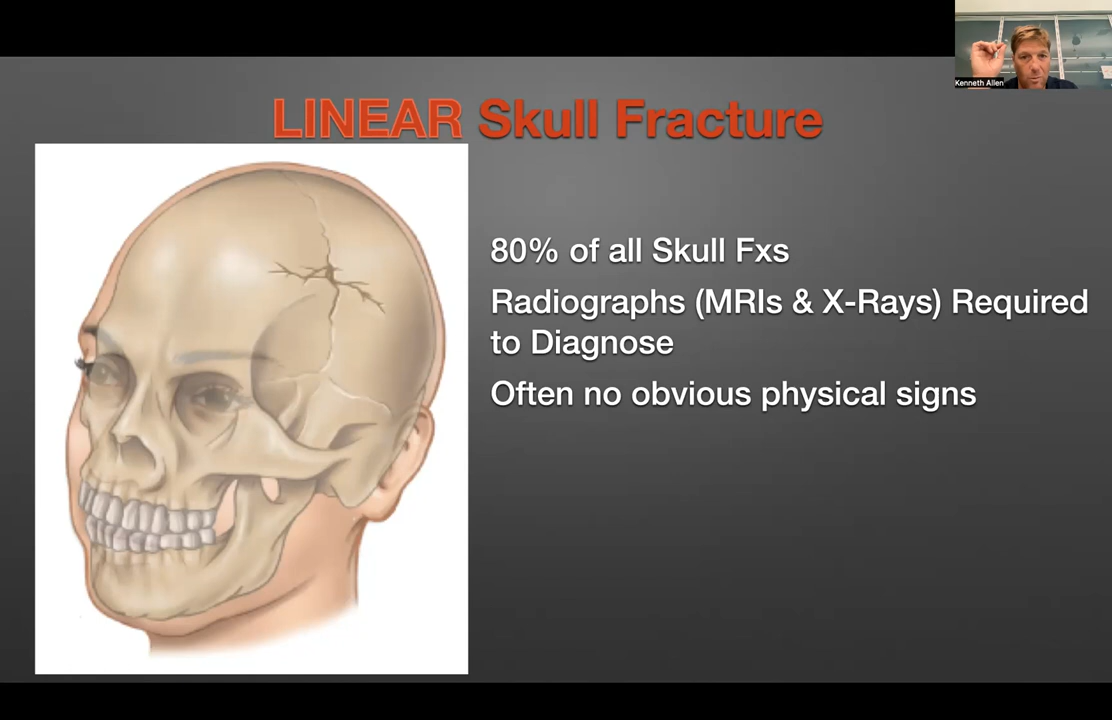 Kenneth Allen
LINEAR Skull Fracture
80% of all Skull Fxs
Radiographs (MRIs & X-Rays) Required
to Diagnose
Often no obvious physical signs